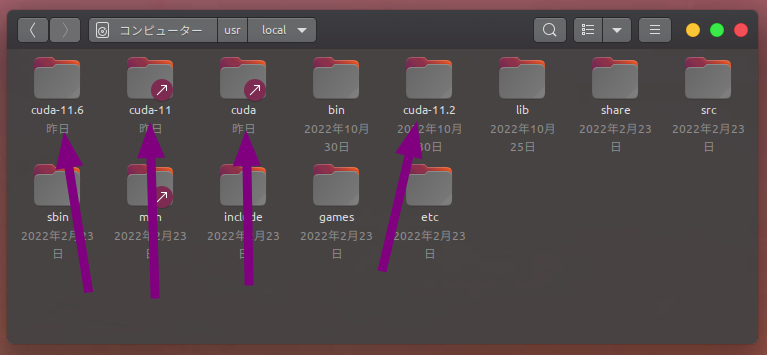 コンピューター usr local
cuda-11.6 cuda-11 cuda bin cuda-11.2 lib share src
昨日 昨日 昨日 2022年10月30日 2022年10月30日 2022年10月25日 2022年2月23日 2022年2月23日
sbin man include games etc
2022年2月23日 2022年2月23日 2022年2月23日 2022年2月23日 2022年2月23日